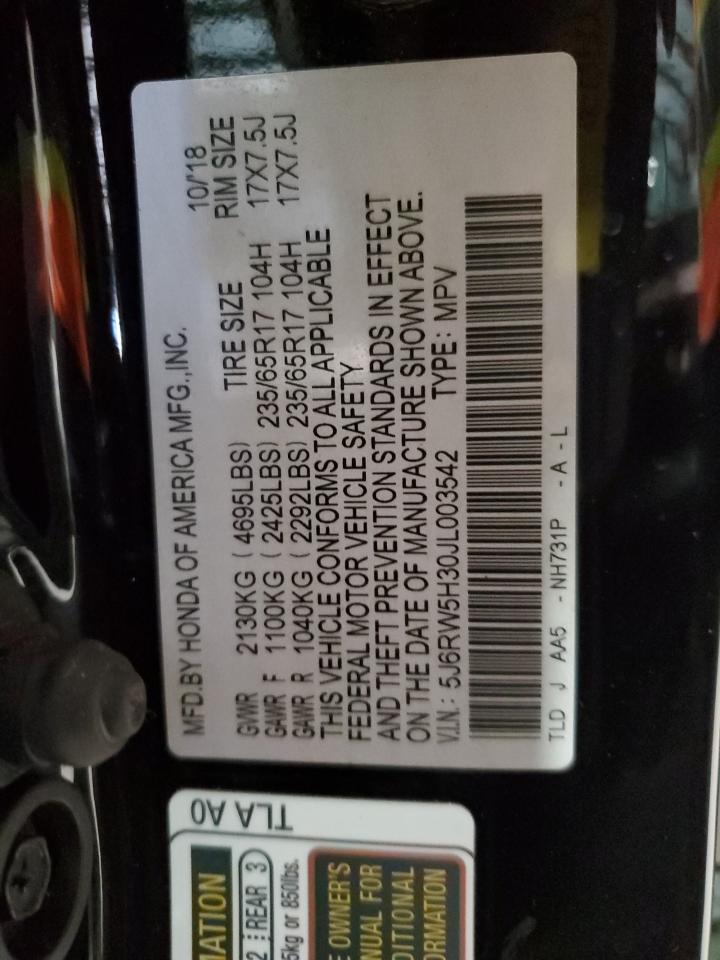 MFD.BY HONDA OF AMERICA MFG.,INC. 10/'18
TIRE SIZE RIM SIZE
GVWR 2130KG ( 4695LBS)
GAWR F 1100KG ( 2425LBS) 235/65R17 104H 17X7.5J
GAWR R 1040KG ( 2292LBS) 235/65R17 104H 17X7.5J
THIS VEHICLE CONFORMS TO ALL APPLICABLE
FEDERAL MOTOR VEHICLE SAFETY
AND THEFT PREVENTION STANDARDS IN EFFECT
ON THE DATE OF MANUFACTURE SHOWN ABOVE.
V.I.N.: 5J6RW5H30JL003542 TYPE: MPV
TLD J AA5 -NH731P -A-L
TLA A0
MATION
2 REAR 3
5kg or 850lbs.
E OWNER'S
NUAL FOR
DITIONAL
ORMATION